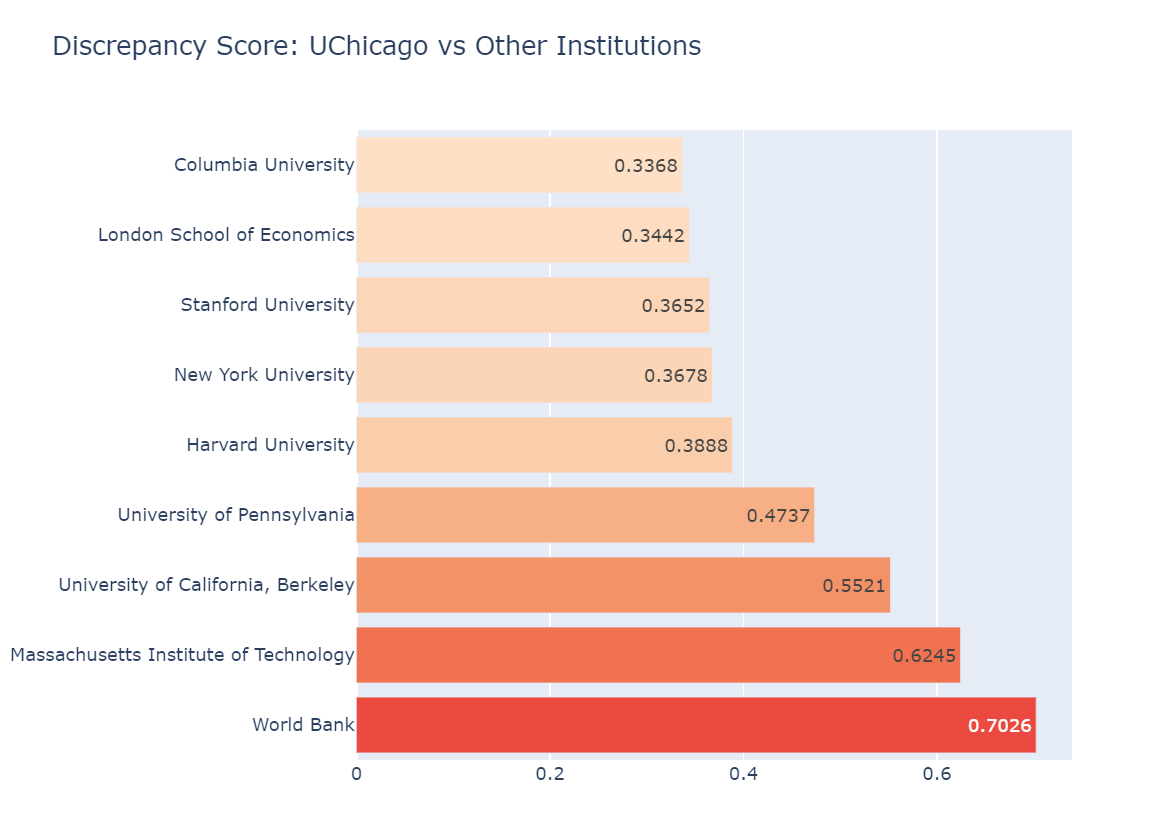 Discrepancy Score: UChicago vs Other Institutions
Columbia University 0.3368
London School of Economics 0.3442
Stanford University 0.3652
New York University 0.3678
Harvard University 0.3888
University of Pennsylvania 0.4737
University of California, Berkeley 0.5521
Massachusetts Institute of Technology 0.6245
World Bank 0.7026
0 0.2 0.4 0.6